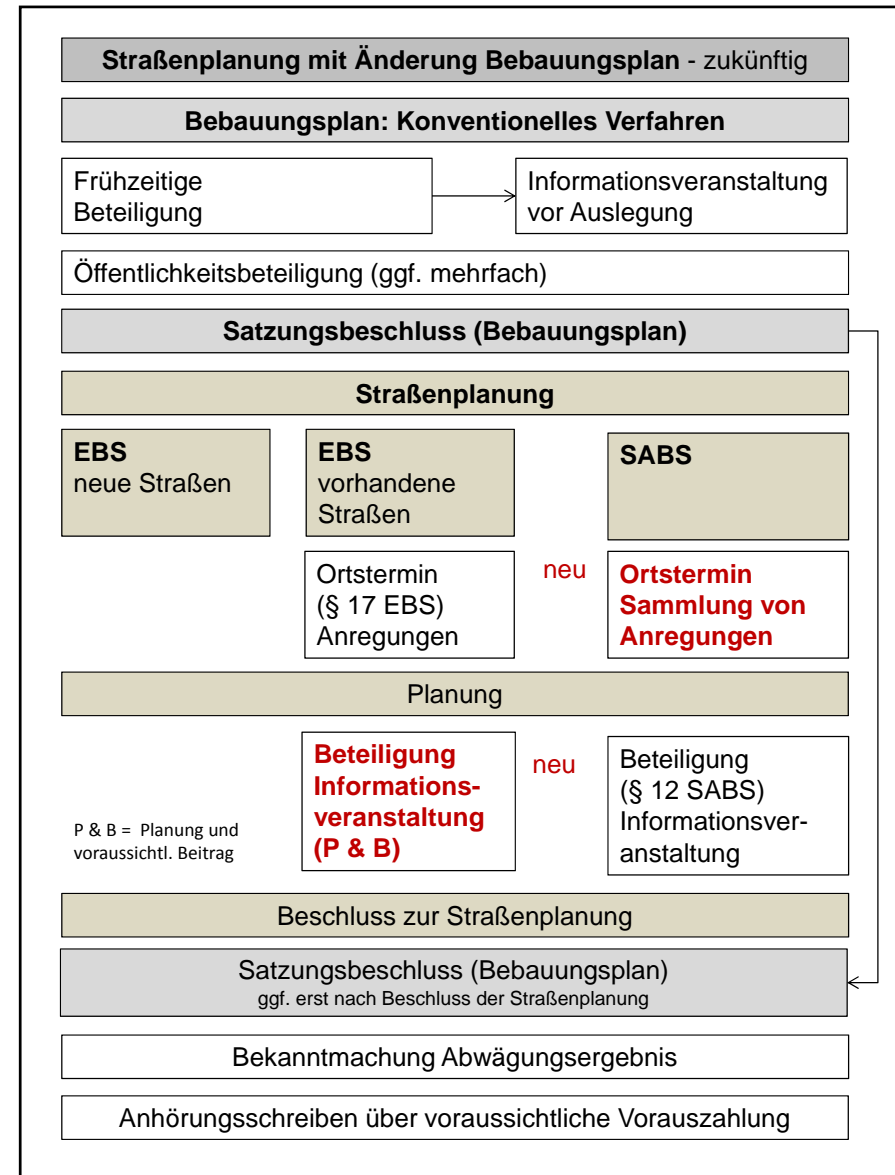 Straßenplanung mit Änderung Bebauungsplan - zukünftig
Bebauungsplan: Konventionelles Verfahren
Frühzeitige
Beteiligung
Informationsveranstaltung
vor Auslegung
Öffentlichkeitsbeteiligung (ggf. mehrfach)
Satzungsbeschluss (Bebauungsplan)
Straßenplanung
EBS
neue Straßen
EBS
vorhandene
Straßen
SABS
Ortstermin
(§ 17 EBS)
Anregungen
neu
Ortstermin
Sammlung von
Anregungen
Planung
P & B = Planung und
voraussichtl. Beitrag
Beteiligung
Informations-
veranstaltung
(P & B)
neu
Beteiligung
(§ 12 SABS)
Informationsver-
anstaltung
Beschluss zur Straßenplanung
Satzungsbeschluss (Bebauungsplan)
ggf. erst nach Beschluss der Straßenplanung
Bekanntmachung Abwägungsergebnis
Anhörungsschreiben über voraussichtliche Vorauszahlung